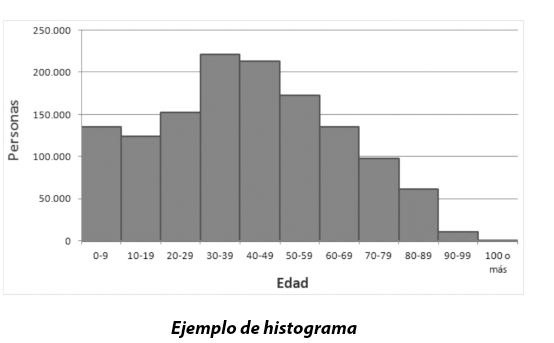 250.000
200.000
150.000
100.000
50.000
0
Personas
0-9 10-19 20-29 30-39 40-49 50-59 60-69 70-79 80-89 90-99 100 o
más
Edad
Ejemplo de histograma